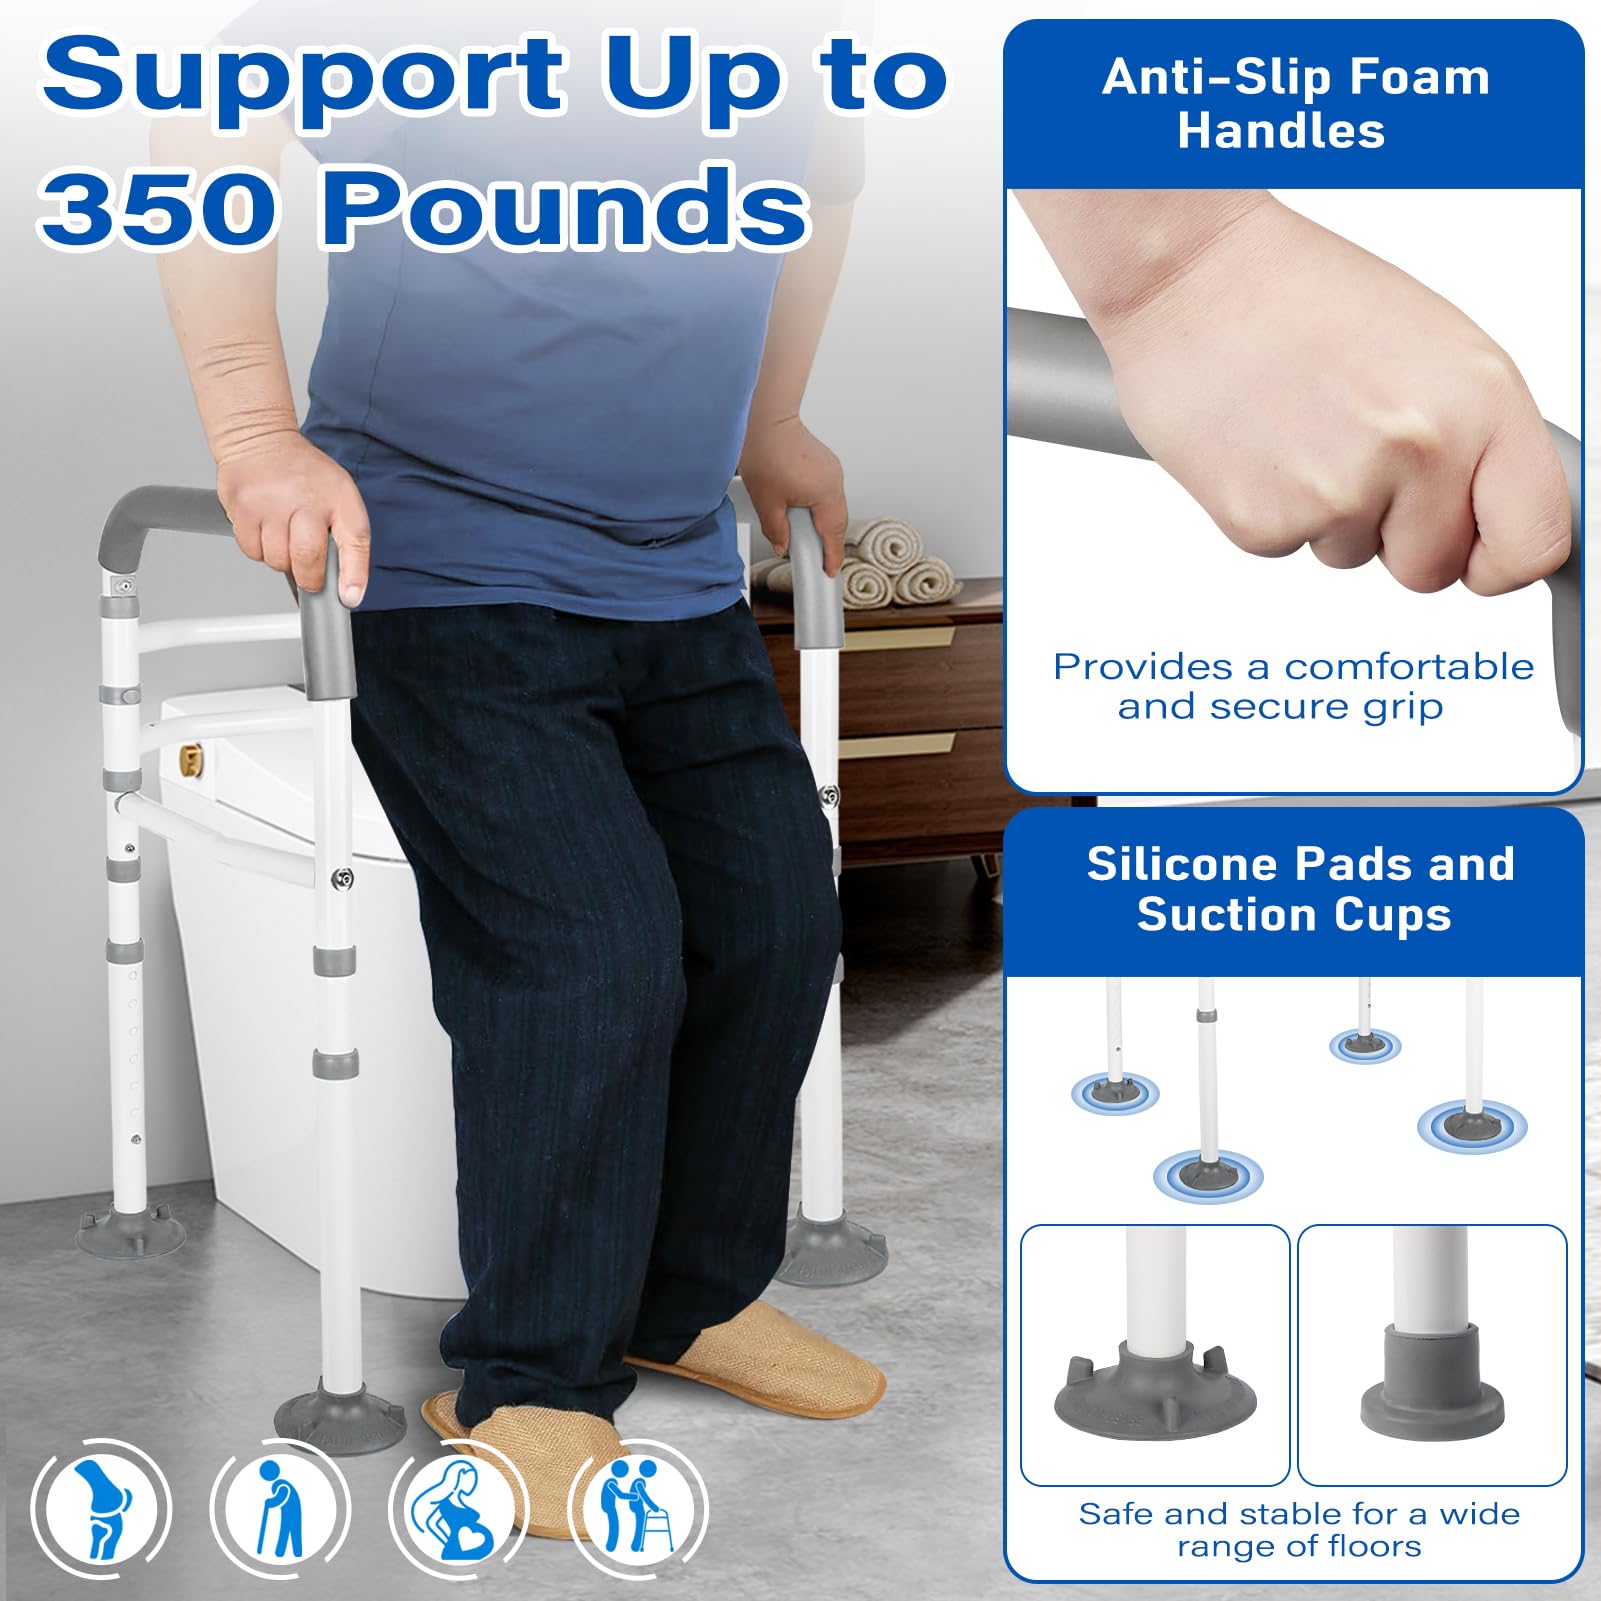 Support Up to
350 Pounds
Anti-Slip Foam
Handles
Provides a comfortable
and secure grip
Silicone Pads and
Suction Cups
Safe and stable for a wide
range of floors